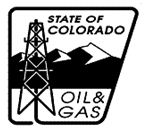 STATE OF
COLORADO
OIL &
GAS